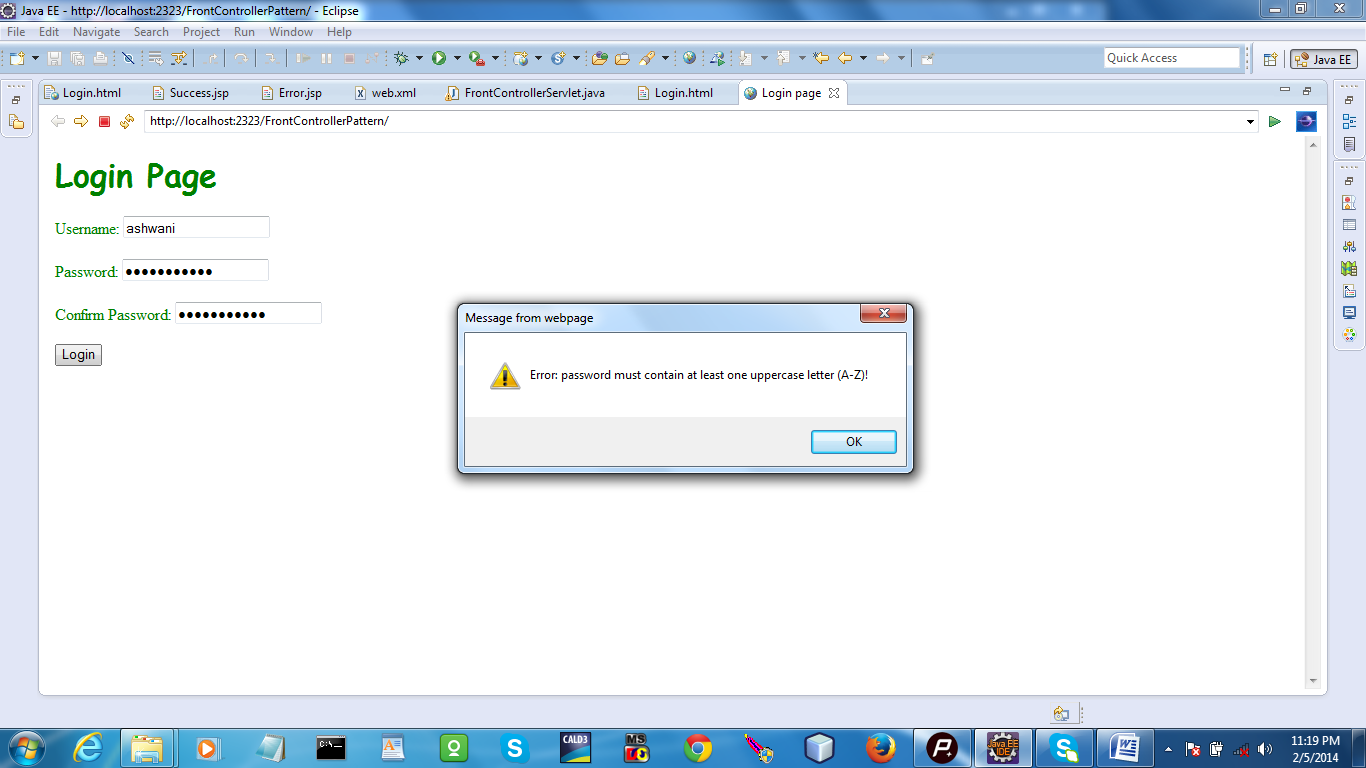 Java EE - http://localhost:2323/FrontControllerPattern/ - Eclipse
File Edit Navigate Search Project Run Window Help
Quick Access
Java EE
Login.html Success.jsp Error.jsp web.xml FrontControllerServlet.java Login.html Login page
http://localhost:2323/FrontControllerPattern/
Login Page
Username: ashwani
Password: ●●●●●●●●●●●
Confirm Password: ●●●●●●●●●●●
Login
Message from webpage
Error: password must contain at least one uppercase letter (A-Z)!
OK
CALD3
MS
Java EE
IDE
11:19 PM
2/5/2014